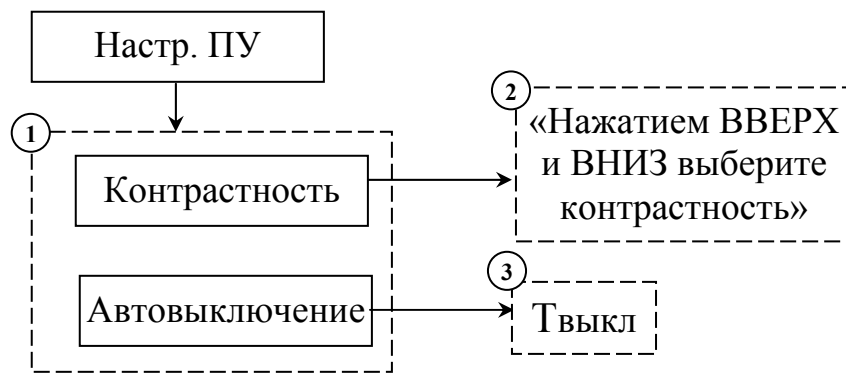 Настр. ПУ
1
Контрастность
Автовыключение
2
«Нажатием ВВЕРХ
и ВНИЗ выберите
контрастность»
3
Твыкл